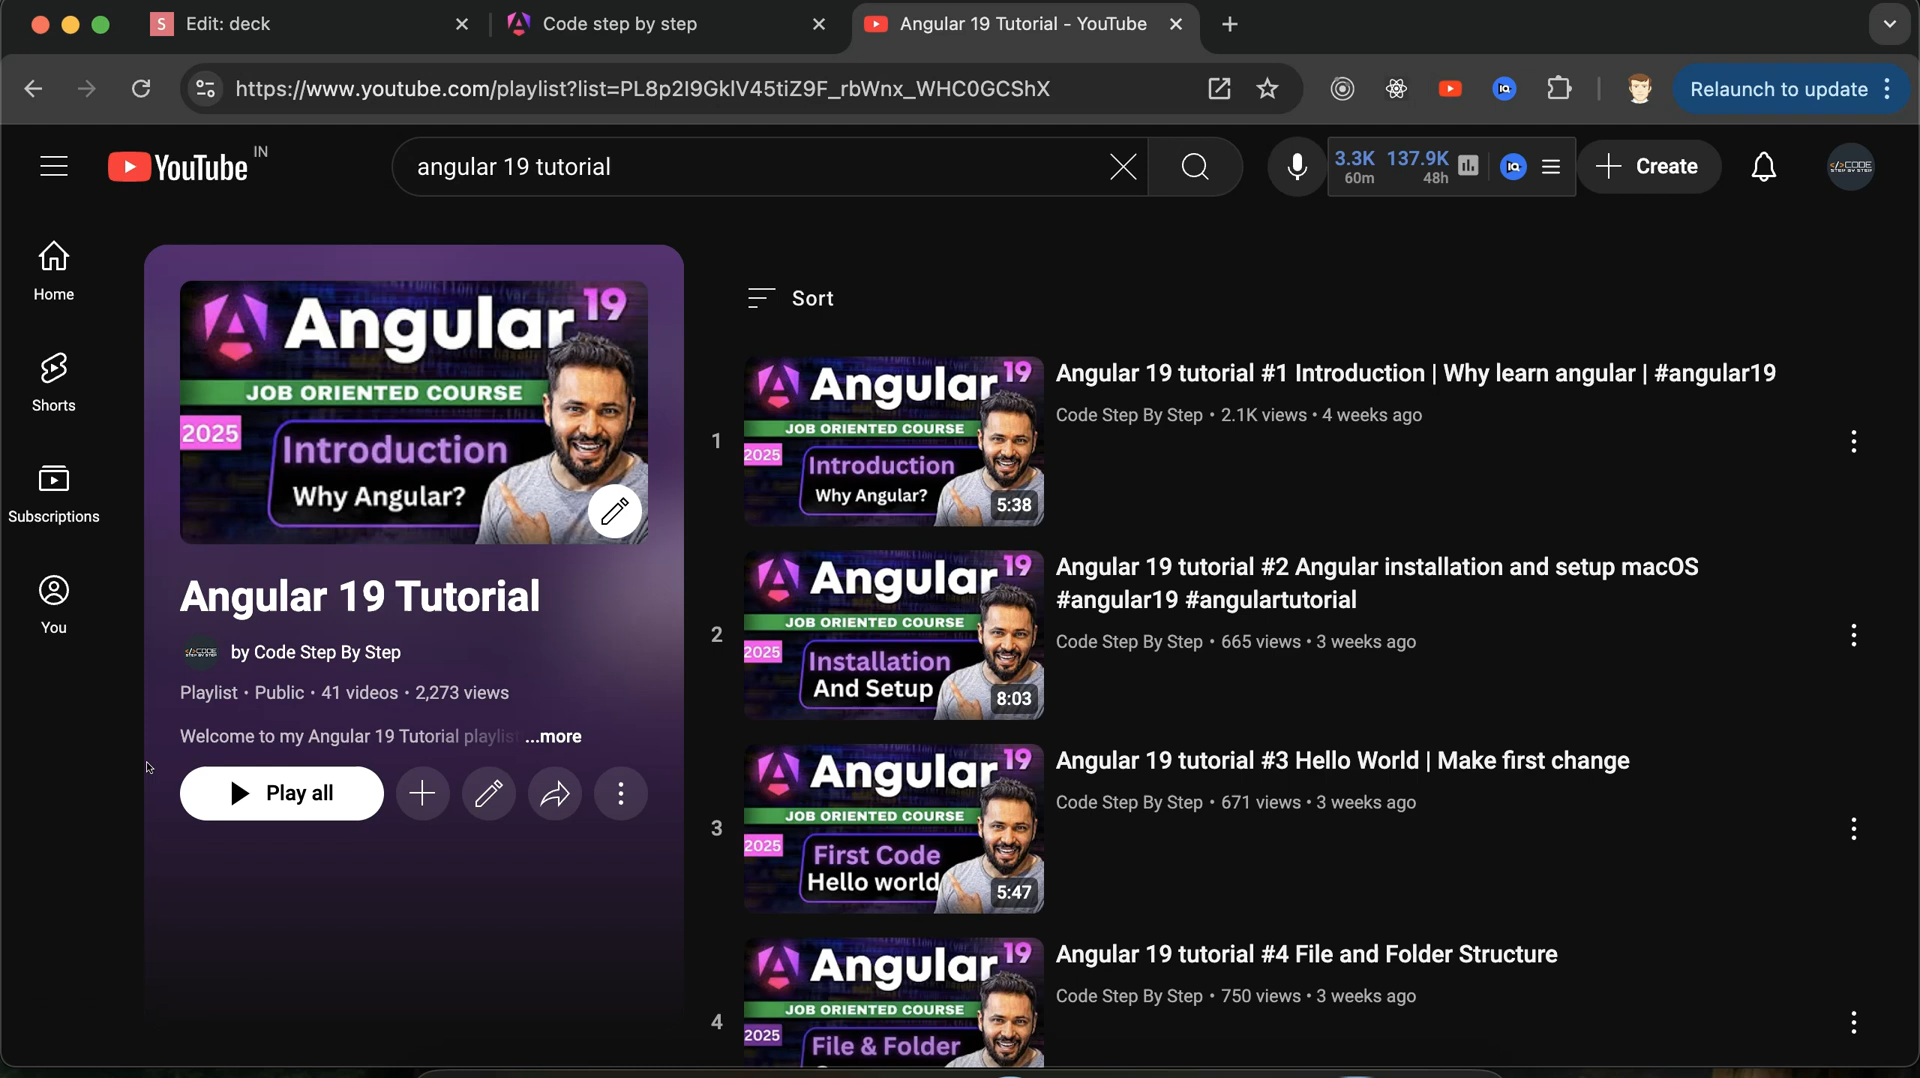 Edit: deck
Code step by step
Angular 19 Tutorial - YouTube
https://www.youtube.com/playlist?list=PL8p2I9GklV45tiZ9F_rbWnx_WHC0GCShX
Relaunch to update
YouTube IN
angular 19 tutorial
3.3K 137.9K
60m 48h
Create
Home
Shorts
Subscriptions
You
Angular 19
JOB ORIENTED COURSE
2025
Introduction
Why Angular?
Angular 19 Tutorial
by Code Step By Step
Playlist • Public • 41 videos • 2,273 views
Welcome to my Angular 19 Tutorial playlis ...more
Play all
Sort
1
Angular 19
JOB ORIENTED COURSE
2025
Introduction
Why Angular?
5:38
Angular 19 tutorial #1 Introduction | Why learn angular | #angular19
Code Step By Step • 2.1K views • 4 weeks ago
2
Angular 19
JOB ORIENTED COURSE
2025
Installation
And Setup
8:03
Angular 19 tutorial #2 Angular installation and setup macOS
#angular19 #angulartutorial
Code Step By Step • 665 views • 3 weeks ago
3
Angular 19
JOB ORIENTED COURSE
2025
First Code
Hello world
5:47
Angular 19 tutorial #3 Hello World | Make first change
Code Step By Step • 671 views • 3 weeks ago
4
Angular 19
JOB ORIENTED COURSE
2025
File & Folder
Angular 19 tutorial #4 File and Folder Structure
Code Step By Step • 750 views • 3 weeks ago